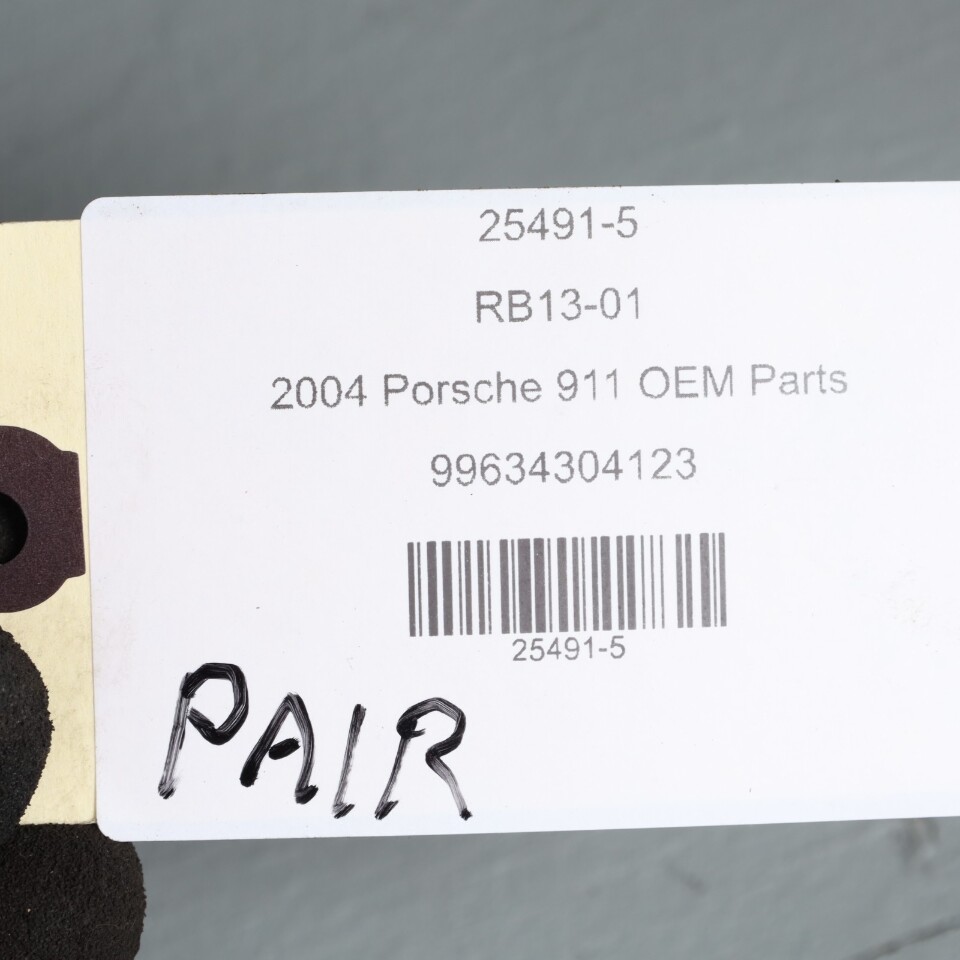 25491-5
RB13-01
2004 Porsche 911 OEM Parts
99634304123
25491-5
PAIR